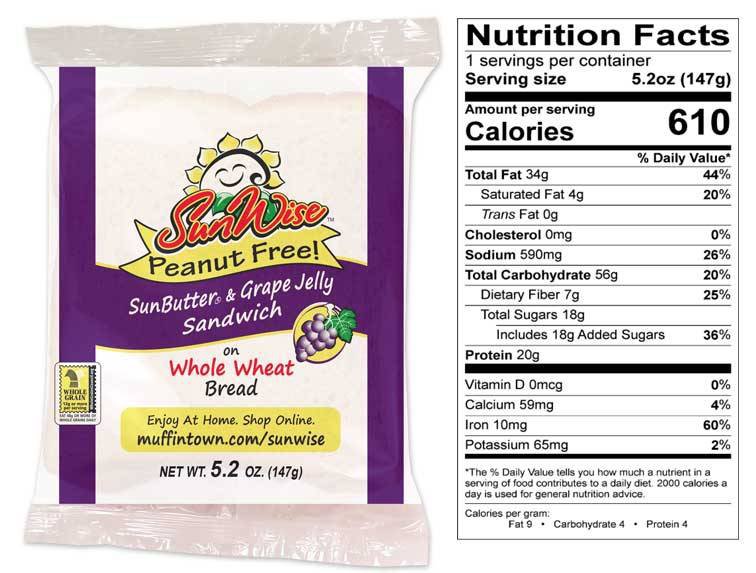 SunWise™
Peanut Free!
SunButter® & Grape Jelly
Sandwich
on
Whole Wheat
Bread
WHOLE
GRAIN
per serving
WHOLE GRAINS DAILY
Enjoy At Home. Shop Online.
muffintown.com/sunwise
NET WT. 5.2 OZ. (147g)
Nutrition Facts
1 servings per container
Serving size 5.2oz (147g)
Amount per serving
Calories 610
% Daily Value*
Total Fat 34g 44%
Saturated Fat 4g 20%
Trans Fat 0g
Cholesterol 0mg 0%
Sodium 590mg 26%
Total Carbohydrate 56g 20%
Dietary Fiber 7g 25%
Total Sugars 18g
Includes 18g Added Sugars 36%
Protein 20g
Vitamin D 0mcg 0%
Calcium 59mg 4%
Iron 10mg 60%
Potassium 65mg 2%
*The % Daily Value tells you how much a nutrient in a
serving of food contributes to a daily diet. 2000 calories a
day is used for general nutrition advice.
Calories per gram:
Fat 9 • Carbohydrate 4 • Protein 4